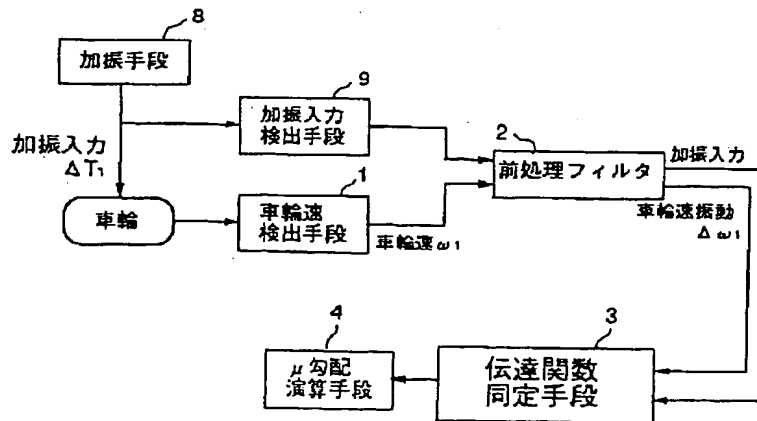 8
加振手段
9
加振入力
検出手段
加振入力
ΔT1
2
前処理フィルタ
加振入力
1
車輪
車輪速
検出手段
車輪速ω1
車輪速振動
Δω1
4
μ勾配
演算手段
3
伝達関数
同定手段